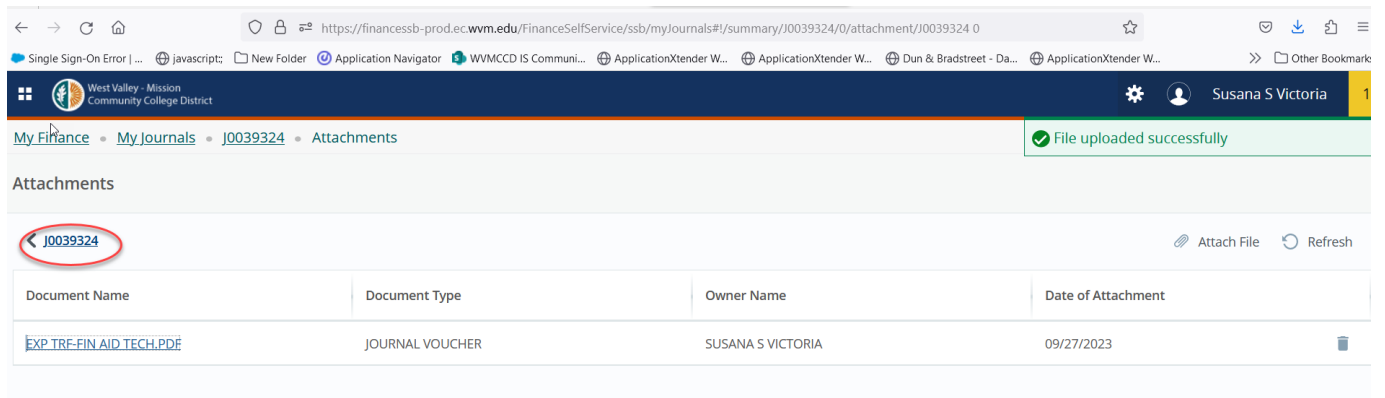 https://financessb-prod.ec.wvm.edu/FinanceSelfService/ssb/myJournals#!/summary/J0039324/0/attachment/J0039324 0
Single Sign-On Error | ... javascript:; New Folder Application Navigator WVMCCD IS Communi... ApplicationXtender W... ApplicationXtender W... Dun & Bradstreet - Da... ApplicationXtender W... Other Bookmarks
West Valley - Mission
Community College District
Susana S Victoria 1
My Finance • My Journals • J0039324 • Attachments
File uploaded successfully
Attachments
J0039324
Attach File Refresh
Document Name Document Type Owner Name Date of Attachment
EXP TRF-FIN AID TECH.PDF JOURNAL VOUCHER SUSANA S VICTORIA 09/27/2023